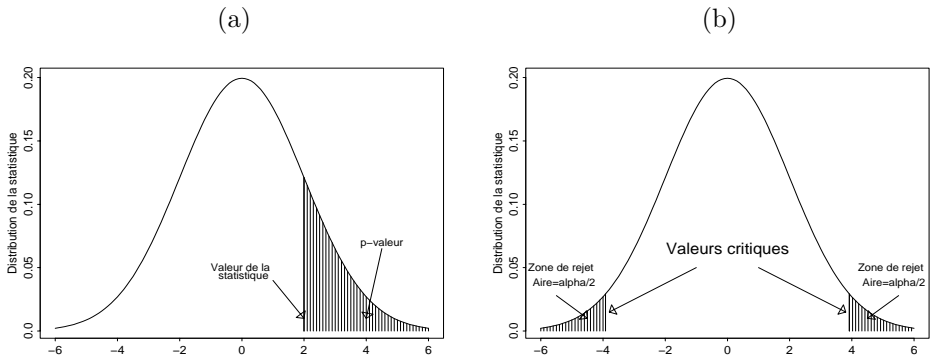 (a)
(b)
Distribution de la statistique
0.0
0.05
0.10
0.15
0.20
−6
−4
−2
0
2
4
6
Valeur de la
statistique
p−valeur
Distribution de la statistique
0.0
0.05
0.10
0.15
0.20
−6
−4
−2
0
2
4
6
Valeurs critiques
Zone de rejet
Aire=alpha/2
Zone de rejet
Aire=alpha/2